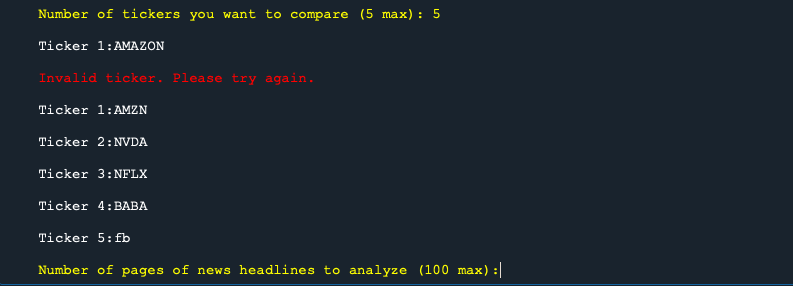 Number of tickers you want to compare (5 max): 5
Ticker 1:AMAZON
Invalid ticker. Please try again.
Ticker 1:AMZN
Ticker 2:NVDA
Ticker 3:NFLX
Ticker 4:BABA
Ticker 5:fb
Number of pages of news headlines to analyze (100 max):